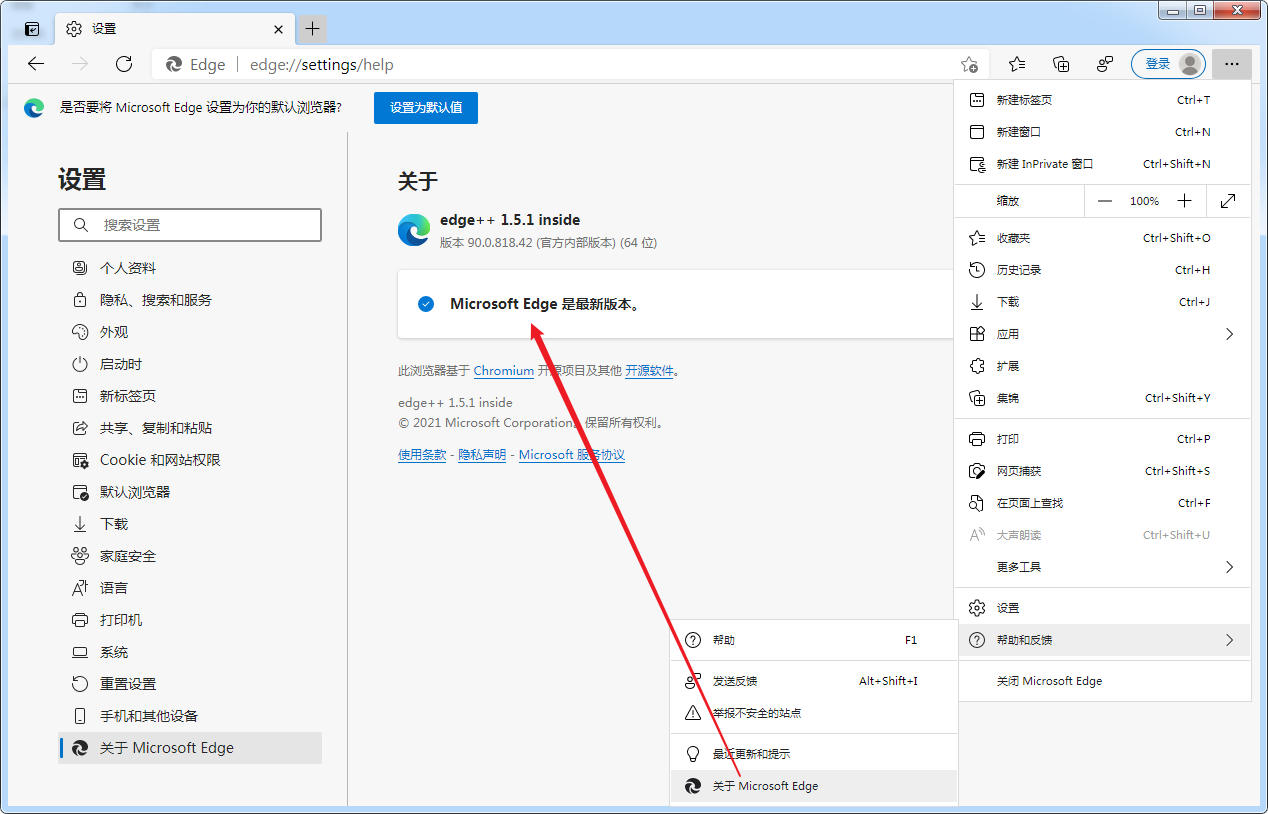 设置
Edge | edge://settings/help
登录
是否要将 Microsoft Edge 设置为你的默认浏览器?
设置为默认值
设置
搜索设置
个人资料
隐私、搜索和服务
外观
启动时
新标签页
共享、复制和粘贴
Cookie 和网站权限
默认浏览器
下载
家庭安全
语言
打印机
系统
重置设置
手机和其他设备
关于 Microsoft Edge
关于
edge++ 1.5.1 inside
版本 90.0.818.42 (官方内部版本) (64 位)
Microsoft Edge 是最新版本。
此浏览器基于 Chromium 开源项目及其他 开源软件。
edge++ 1.5.1 inside
© 2021 Microsoft Corporation。保留所有权利。
使用条款 - 隐私声明 - Microsoft 服务协议
新建标签页 Ctrl+T
新建窗口 Ctrl+N
新建 InPrivate 窗口 Ctrl+Shift+N
缩放 — 100% +
收藏夹 Ctrl+Shift+O
历史记录 Ctrl+H
下载 Ctrl+J
应用
扩展
集锦 Ctrl+Shift+Y
打印 Ctrl+P
网页捕获 Ctrl+Shift+S
在页面上查找 Ctrl+F
大声朗读 Ctrl+Shift+U
更多工具
设置
帮助和反馈
关闭 Microsoft Edge
帮助 F1
发送反馈 Alt+Shift+I
举报不安全的站点
最近更新和提示
关于 Microsoft Edge